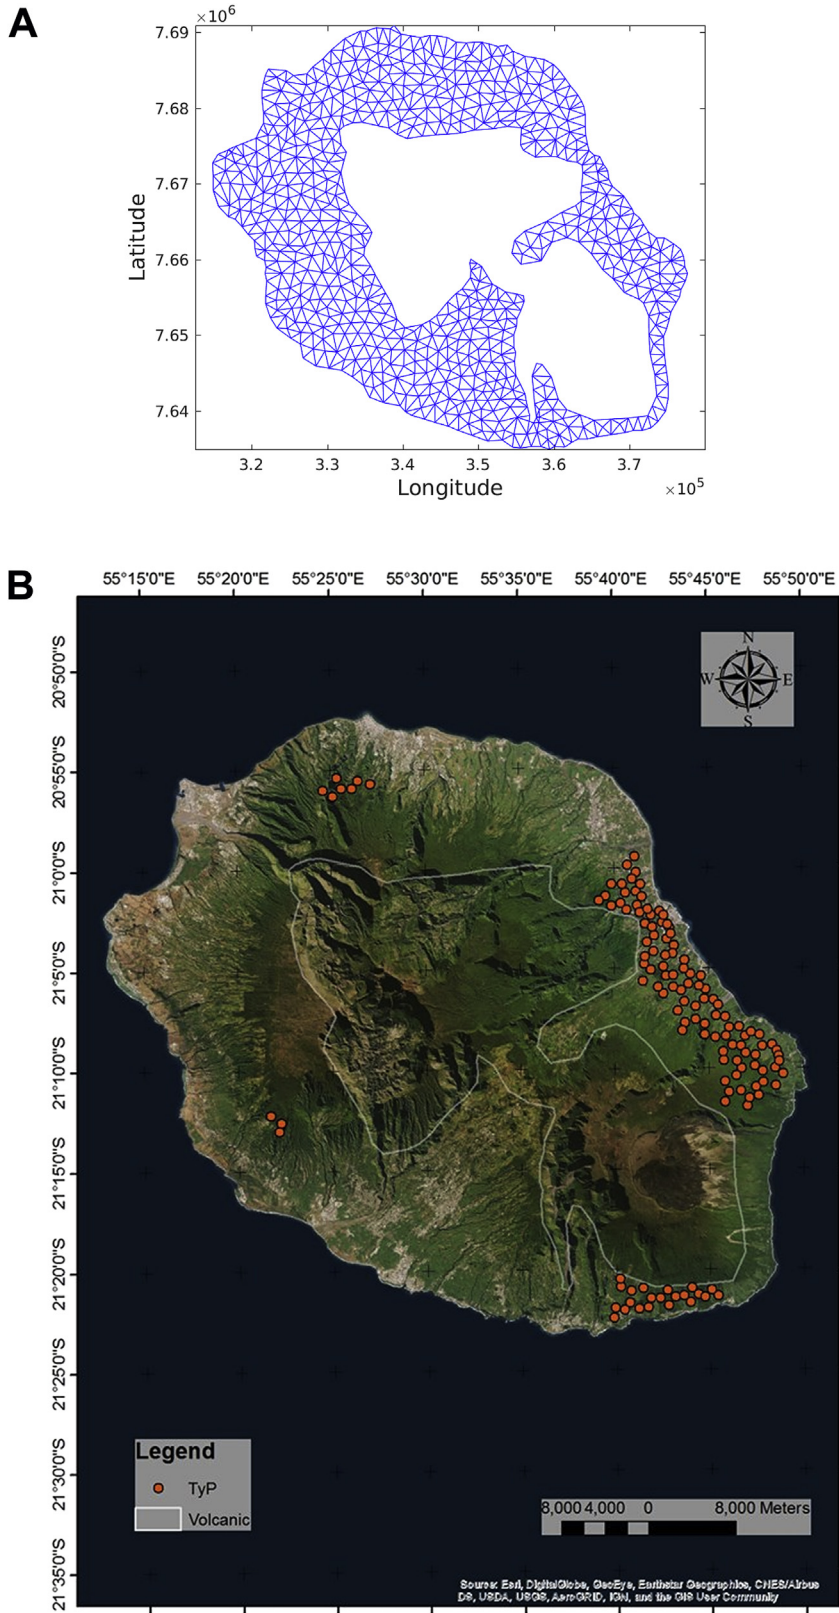 A
×10⁶
7.69
7.68
7.67
7.66
7.65
7.64
Latitude
3.2 3.3 3.4 3.5 3.6 3.7
Longitude
×10⁵
B
55°15'0"E 55°20'0"E 55°25'0"E 55°30'0"E 55°35'0"E 55°40'0"E 55°45'0"E 55°50'0"E
20°50'0"S
20°55'0"S
21°0'0"S
21°5'0"S
21°10'0"S
21°15'0"S
21°20'0"S
21°25'0"S
21°30'0"S
21°35'0"S
N
W E
S
Legend
TyP
Volcanic
8,000 4,000 0 8,000 Meters
Source: Esri, DigitalGlobe, GeoEye, Earthstar Geographics, CNES/Airbus
DS, USDA, USGS, AeroGRID, IGN, and the GIS User Community